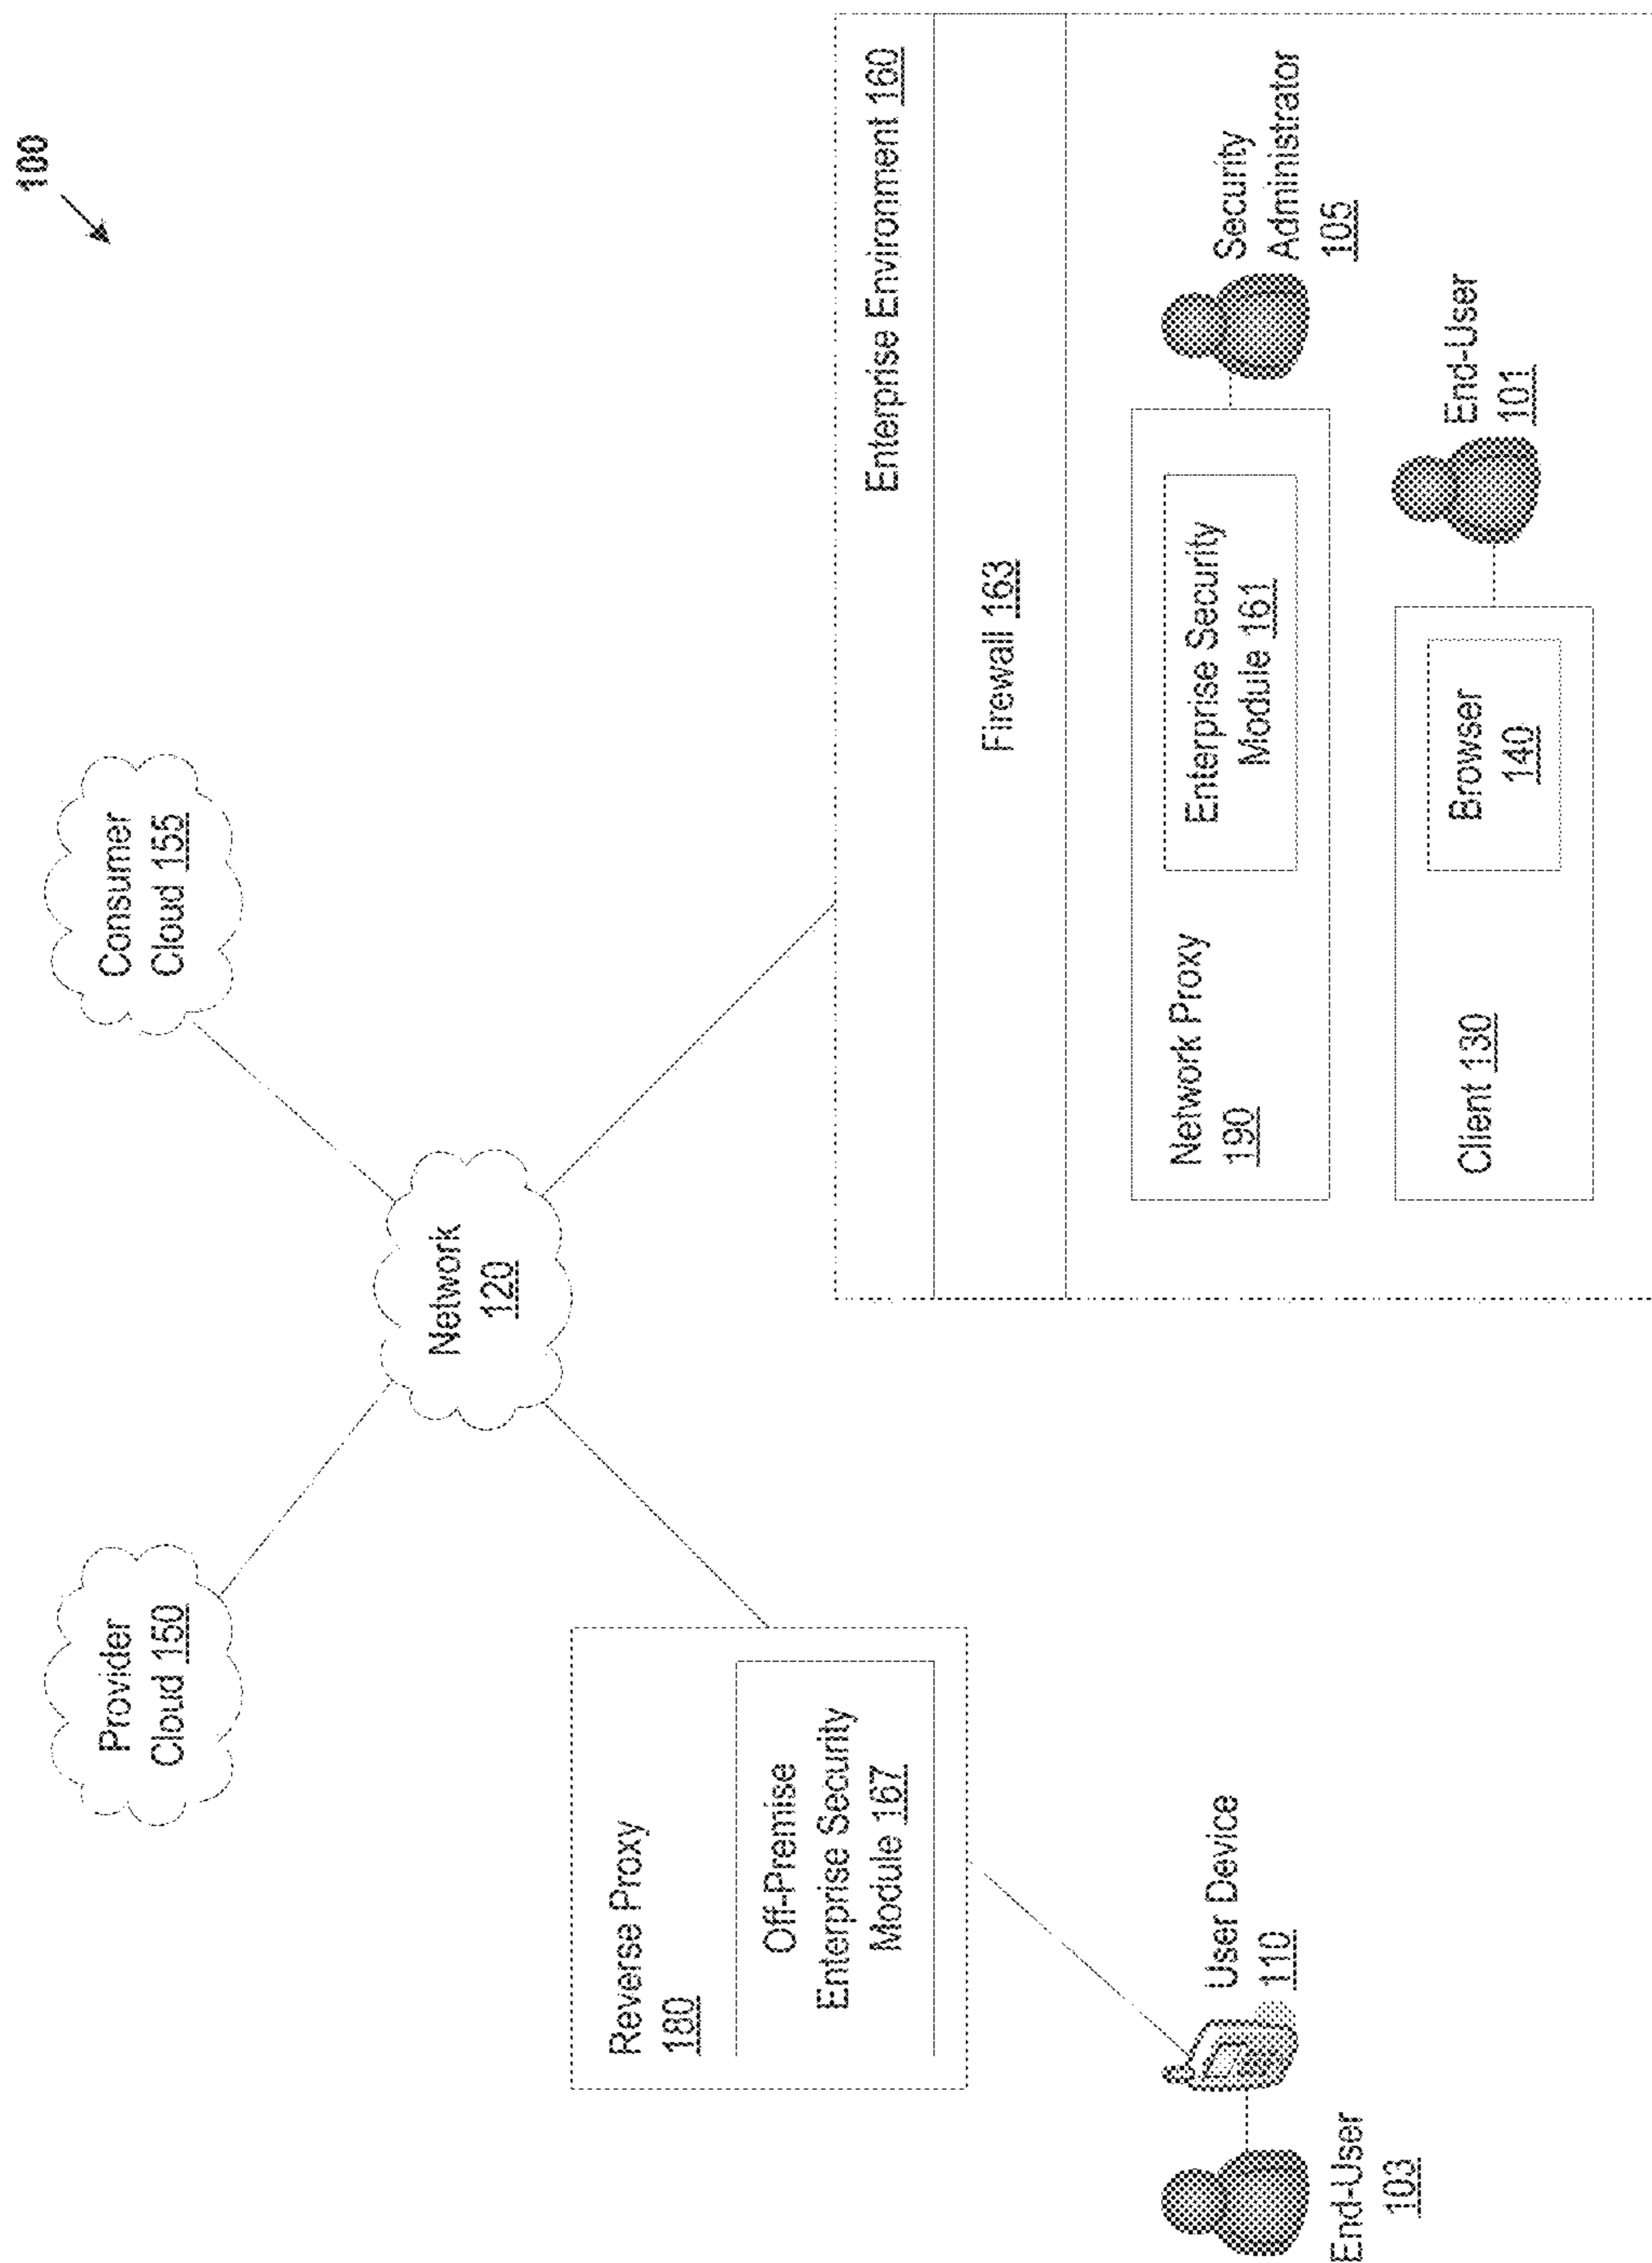 100
Provider
Cloud 150
Consumer
Cloud 155
Network
120
Reverse Proxy
180
Off-Premise
Enterprise Security
Module 167
End-User
103
User Device
110
Enterprise Environment 160
Firewall 163
Network Proxy
190
Enterprise Security
Module 161
Security
Administrator
105
Client 130
Browser
140
End-User
101